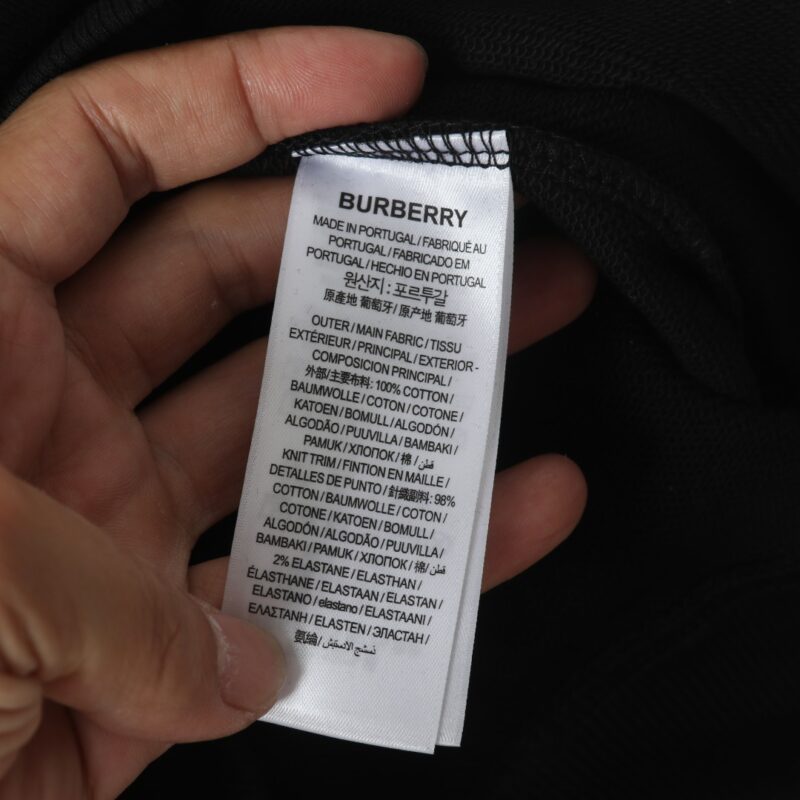 BURBERRY
MADE IN PORTUGAL / FABRIQUÉ AU
PORTUGAL / FABRICADO EM
PORTUGAL / HECHO EN PORTUGAL
원산지 : 포르투갈
原產地 葡萄牙 / 原产地 葡萄牙
OUTER / MAIN FABRIC / TISSU
EXTÉRIEUR / PRINCIPAL / EXTERIOR -
COMPOSICION PRINCIPAL /
外部/主要布料: 100% COTTON /
BAUMWOLLE / COTON / COTONE /
KATOEN / BOMULL / ALGODÓN /
ALGODÃO / PUUVILLA / BAMBAKI /
PAMUK / ХЛОПОК / 棉 / قطن
KNIT TRIM / FINTION EN MAILLE /
DETALLES DE PUNTO / 針織副料: 98%
COTTON / BAUMWOLLE / COTON /
COTONE / KATOEN / BOMULL /
ALGODÓN / ALGODÃO / PUUVILLA /
BAMBAKI / PAMUK / ХЛОПОК / 棉 / قطن
2% ELASTANE / ELASTHAN /
ÉLASTHANE / ELASTAAN / ELASTAN /
ELASTANO / elastano / ELASTAANI /
ΕΛΑΣΤΑΝΗ / ELASTEN / ЭЛАСТАН /
氨綸 /